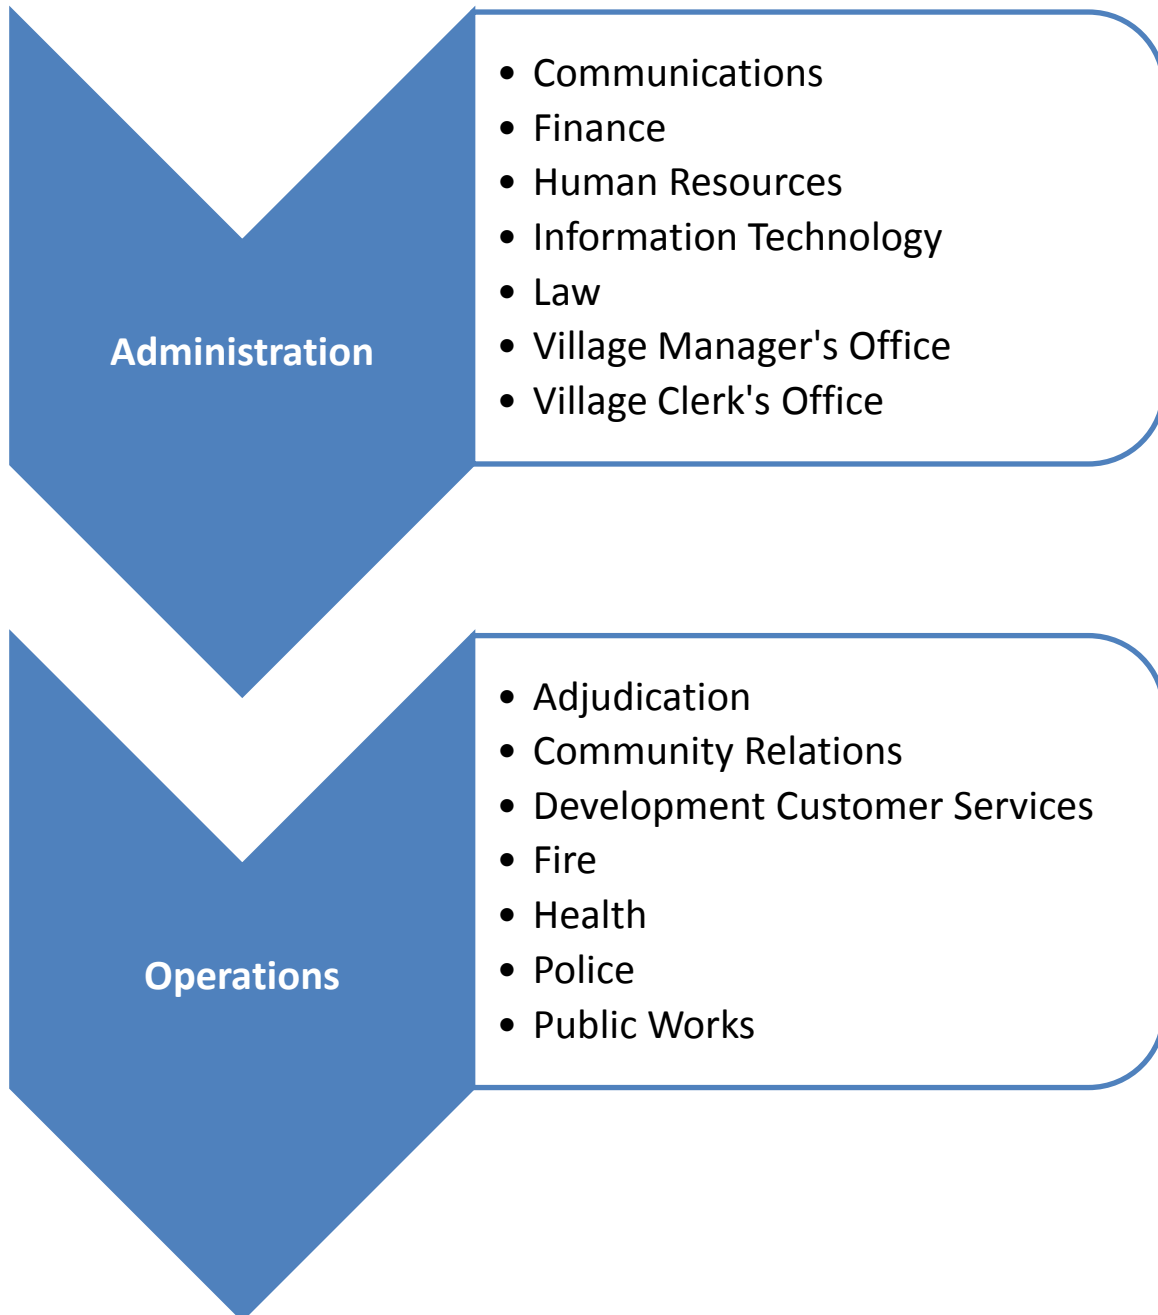 Administration
• Communications
• Finance
• Human Resources
• Information Technology
• Law
• Village Manager's Office
• Village Clerk's Office
Operations
• Adjudication
• Community Relations
• Development Customer Services
• Fire
• Health
• Police
• Public Works